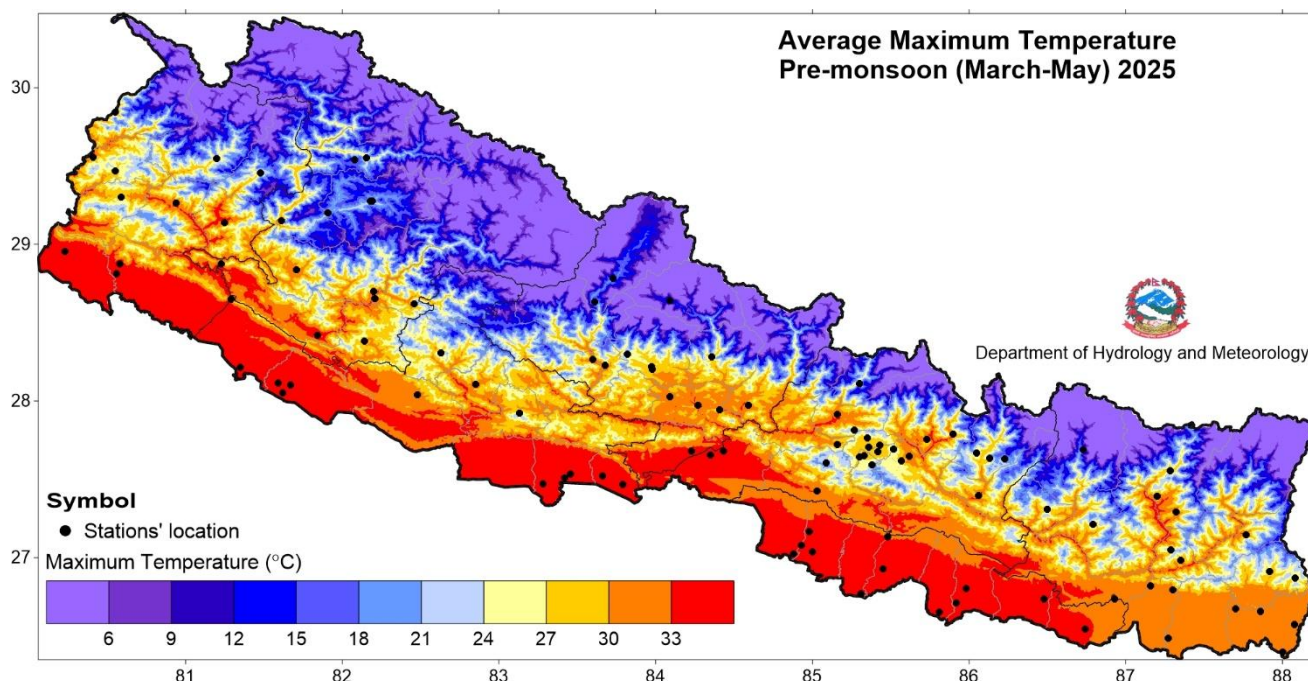 Average Maximum Temperature
Pre-monsoon (March-May) 2025
30
29
Department of Hydrology and Meteorology
28
Symbol
Stations' location
27
Maximum Temperature (°C)
6 9 12 15 18 21 24 27 30 33
81 82 83 84 85 86 87 88